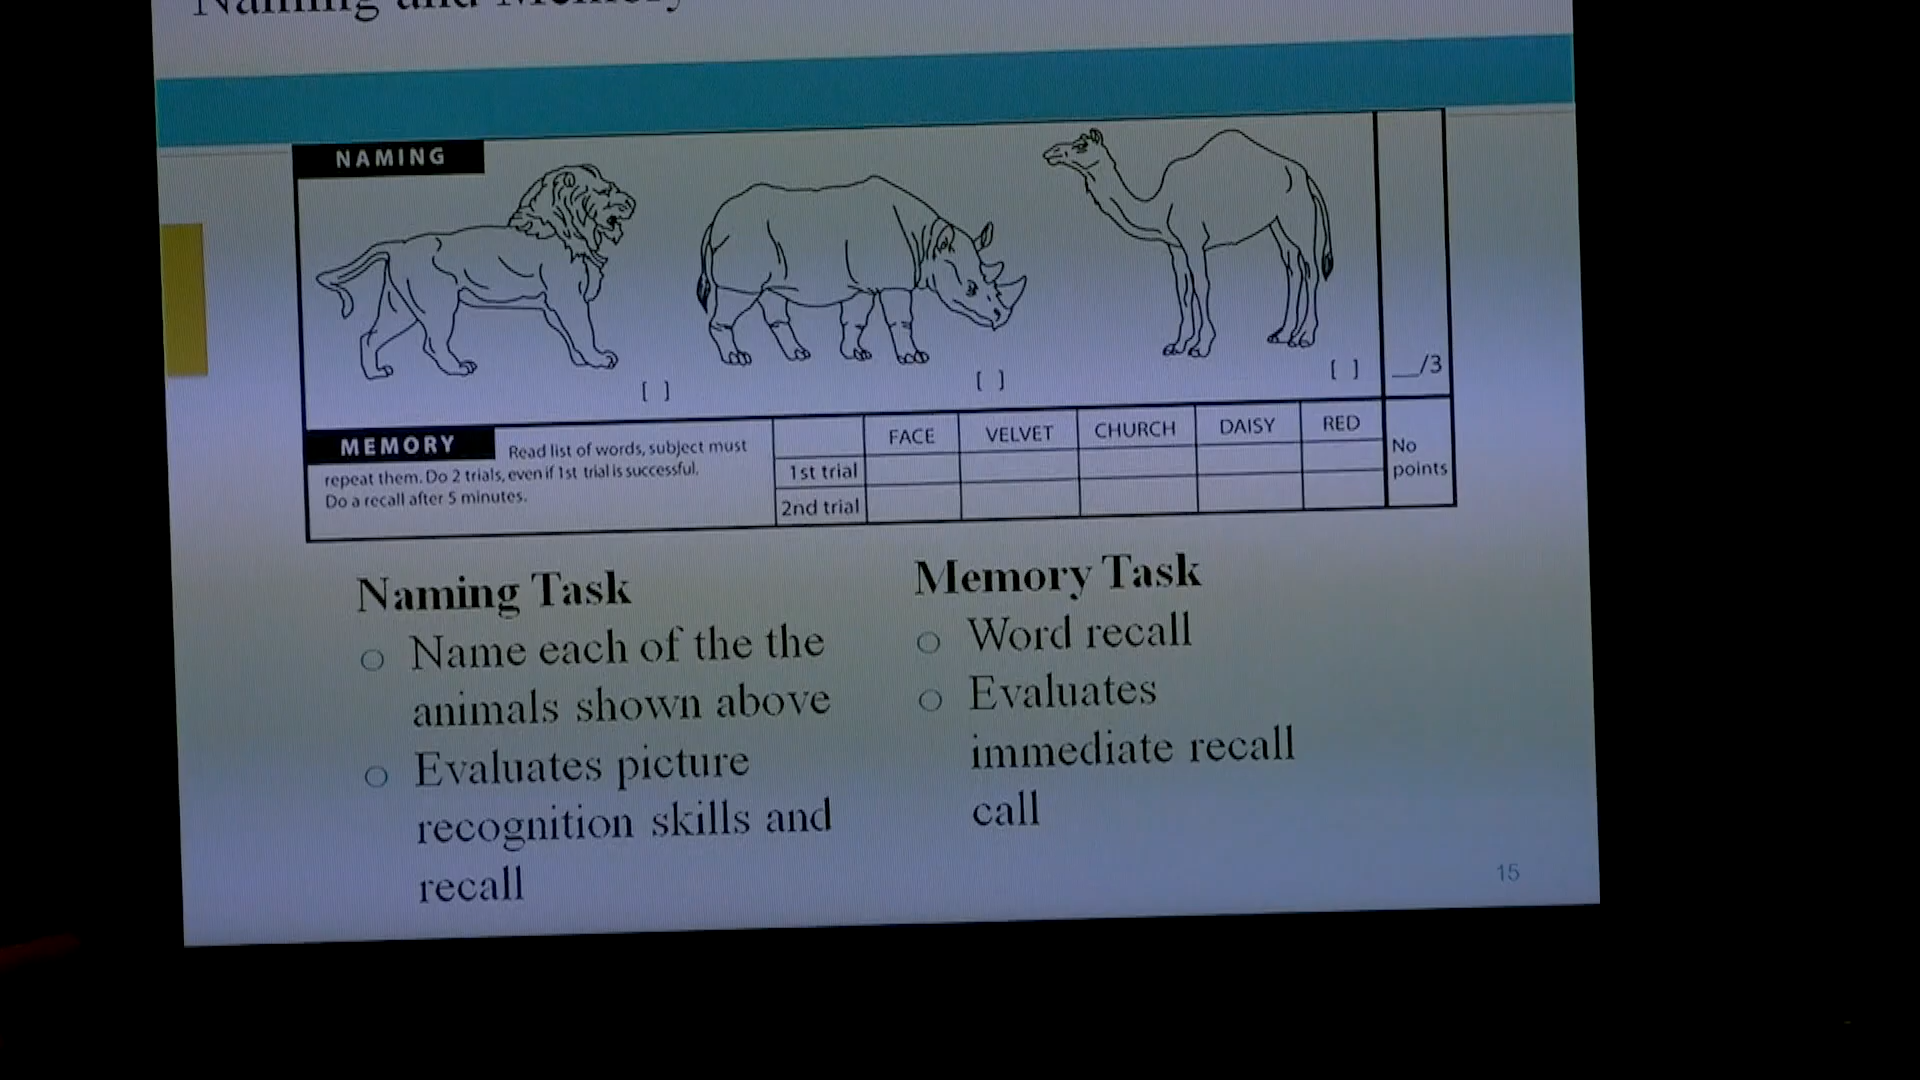 Naming and Memory
NAMING
[ ]
[ ]
[ ]
__/3
MEMORY
Read list of words, subject must
repeat them. Do 2 trials, even if 1st trial is successful.
Do a recall after 5 minutes.
FACE VELVET CHURCH DAISY RED
1st trial
2nd trial
No
points
Naming Task
Name each of the the
animals shown above
Evaluates picture
recognition skills and
recall
Memory Task
Word recall
Evaluates
immediate recall
call
15